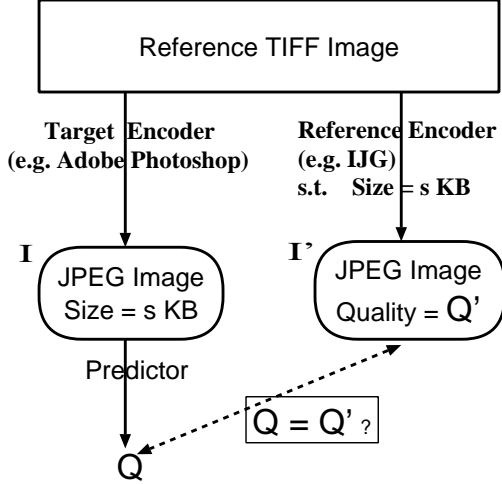 Reference TIFF Image
Target Encoder
(e.g. Adobe Photoshop)
Reference Encoder
(e.g. IJG)
s.t. Size = s KB
I
JPEG Image
Size = s KB
I’
JPEG Image
Quality = Q’
Predictor
Q = Q’ ?
Q